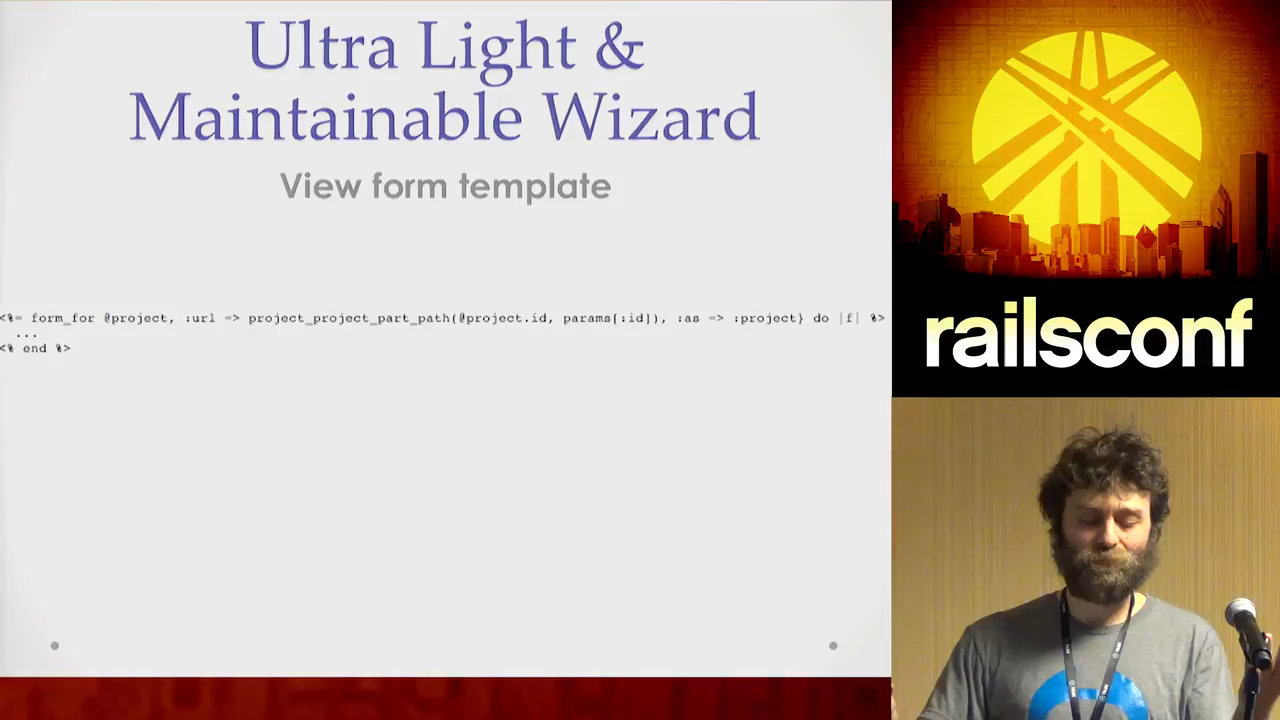 Ultra Light &
Maintainable Wizard
View form template
<%= form_for @project, :url => project_project_part_path(@project.id, params[:id]), :as => :project} do |f| %>
...
<% end %>
railsconf